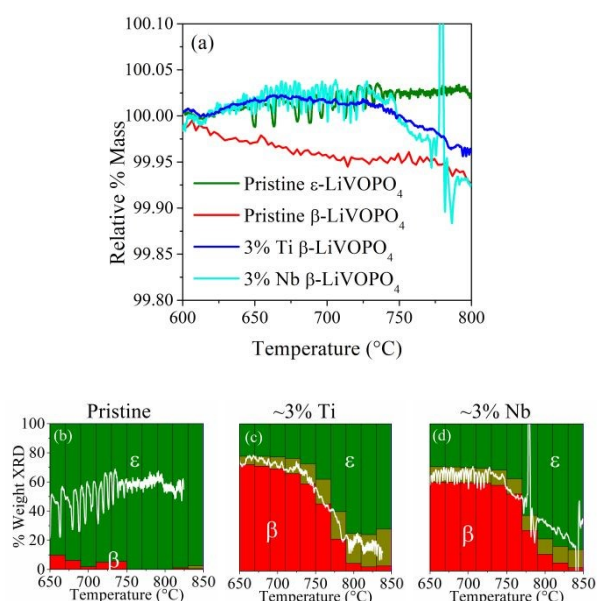 (a)
100.10
100.05
100.00
99.95
99.90
99.85
99.80
Relative % Mass
Pristine ε-LiVOPO₄
Pristine β-LiVOPO₄
3% Ti β-LiVOPO₄
3% Nb β-LiVOPO₄
600 650 700 750 800
Temperature (°C)
Pristine ~3% Ti ~3% Nb
(b) (c) (d)
100
80
60
40
20
0
% Weight XRD
ε ε ε
β β β
650 700 750 800 850 650 700 750 800 850 650 700 750 800 850
Temperature (°C) Temperature (°C) Temperature (°C)